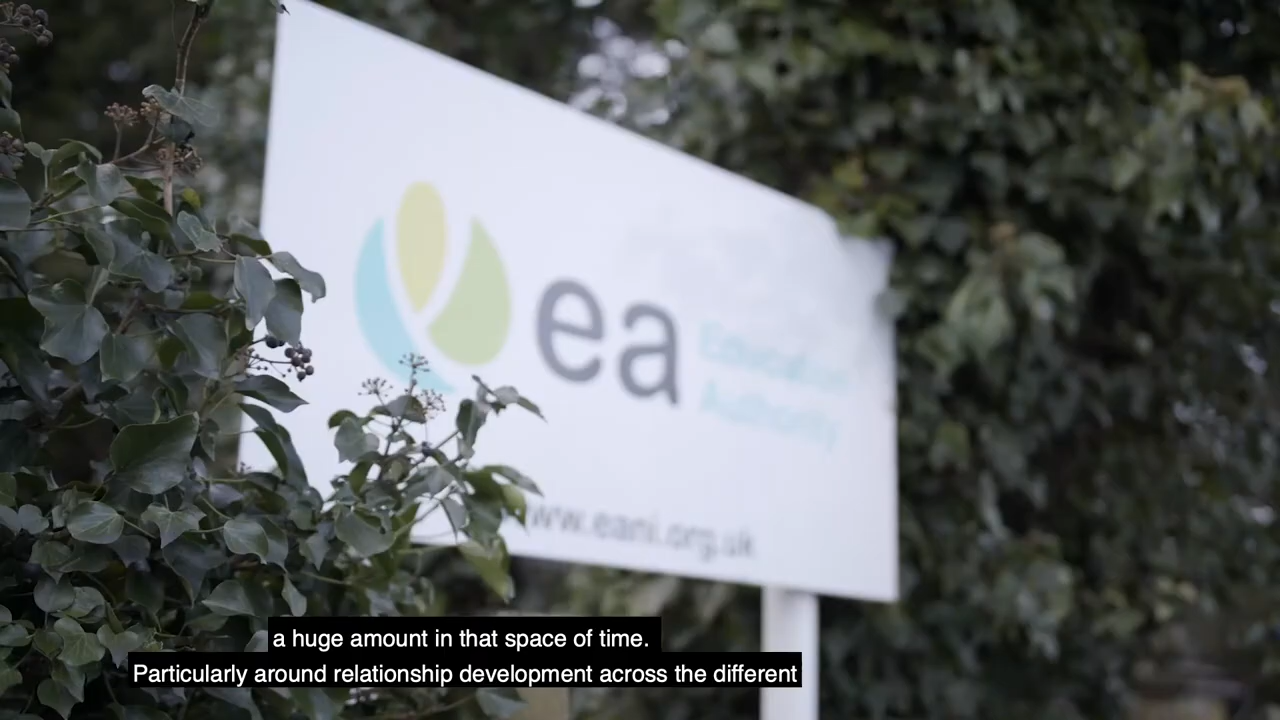 ea
Education
Authority
www.eani.org.uk
a huge amount in that space of time.
Particularly around relationship development across the different